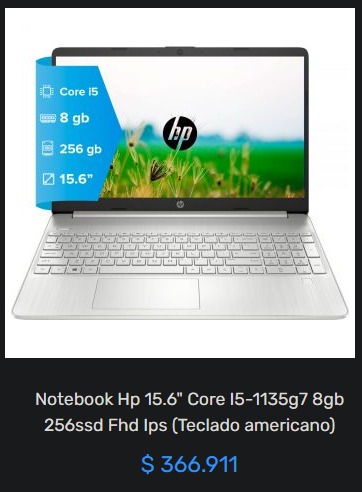 Core I5
8 gb
256 gb
15.6"
hp
Notebook Hp 15.6" Core I5-1135g7 8gb
256ssd Fhd Ips (Teclado americano)
$ 366.911